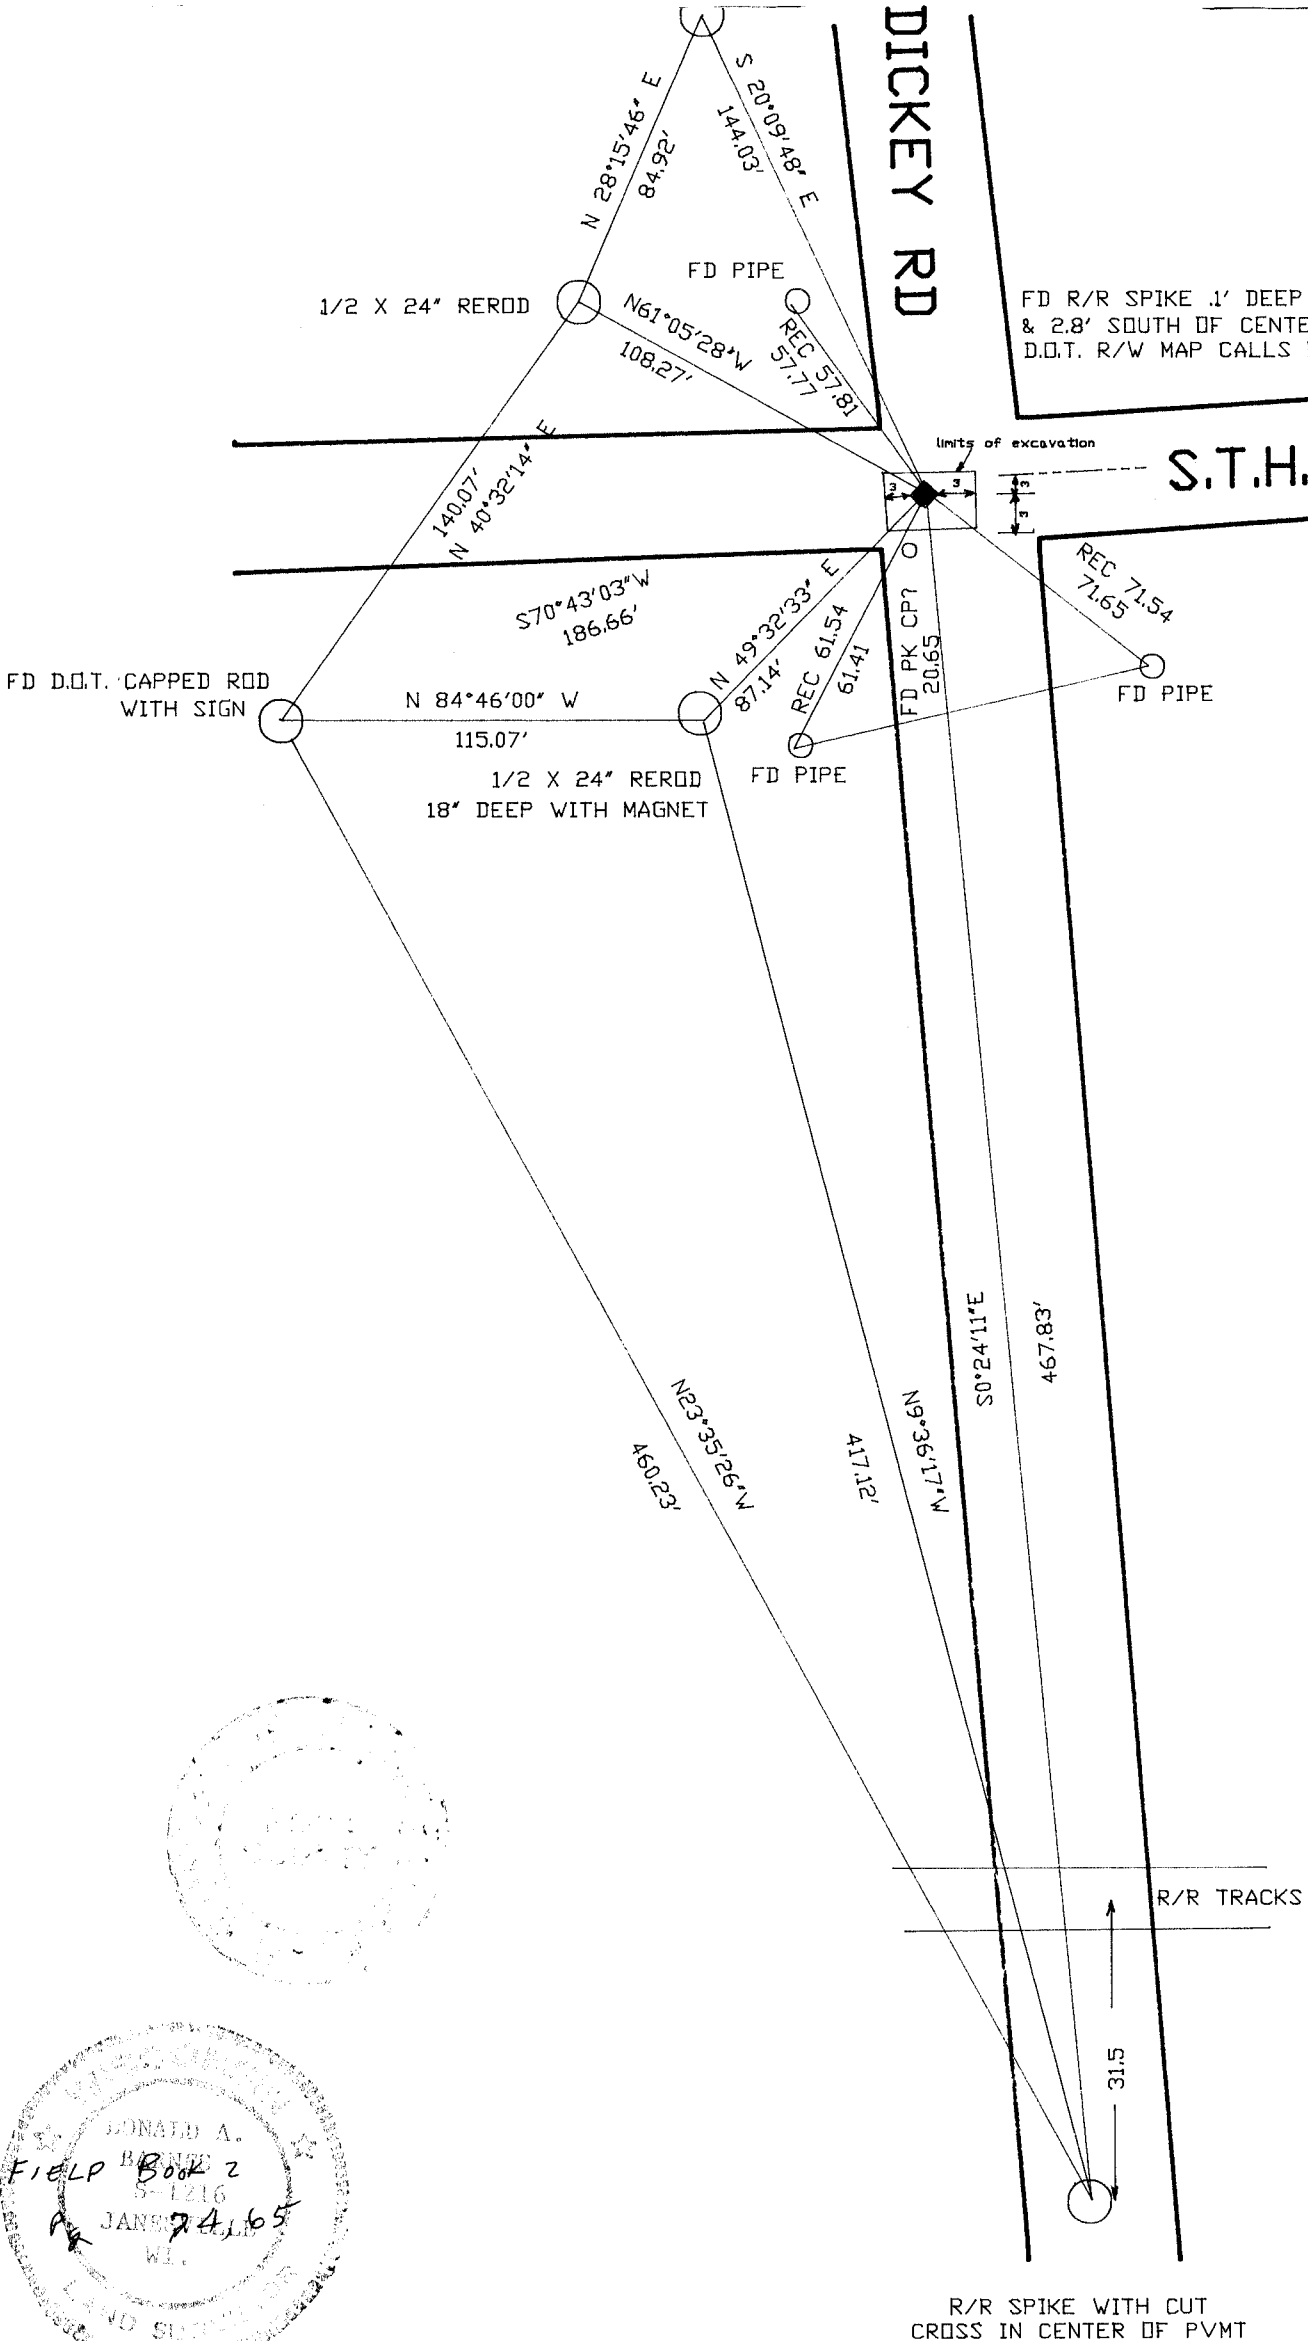 DICKEY RD
N 28°15'46" E
84.92'
S 20°09'48" E
144.03'
FD PIPE
1/2 X 24" REROD
N61°05'28"W
108.27'
REC 57.81
57.77
FD R/R SPIKE .1' DEEP
& 2.8' SOUTH OF CENTE
D.O.T. R/W MAP CALLS
limits of excavation
S.T.H.
3
3
3
3
140.07'
N 40°32'14" E
S70°43'03"W
186.66'
N 49°32'33" E
87.14'
REC 61.54
61.41
FD PK CP?
20.65
REC 71.54
71.65
FD PIPE
FD D.O.T. CAPPED ROD
WITH SIGN
N 84°46'00" W
115.07'
1/2 X 24" REROD
18" DEEP WITH MAGNET
FD PIPE
S0°24'11"E
467.83'
N23°35'26"W
460.23'
N9°36'17"W
417.12'
R/R TRACKS
31.5
DONALD A.
BARNES
FIELD BOOK 2
S-1216
JANESVILLE
74,65
WI.
LAND
R/R SPIKE WITH CUT
CROSS IN CENTER OF PVMT